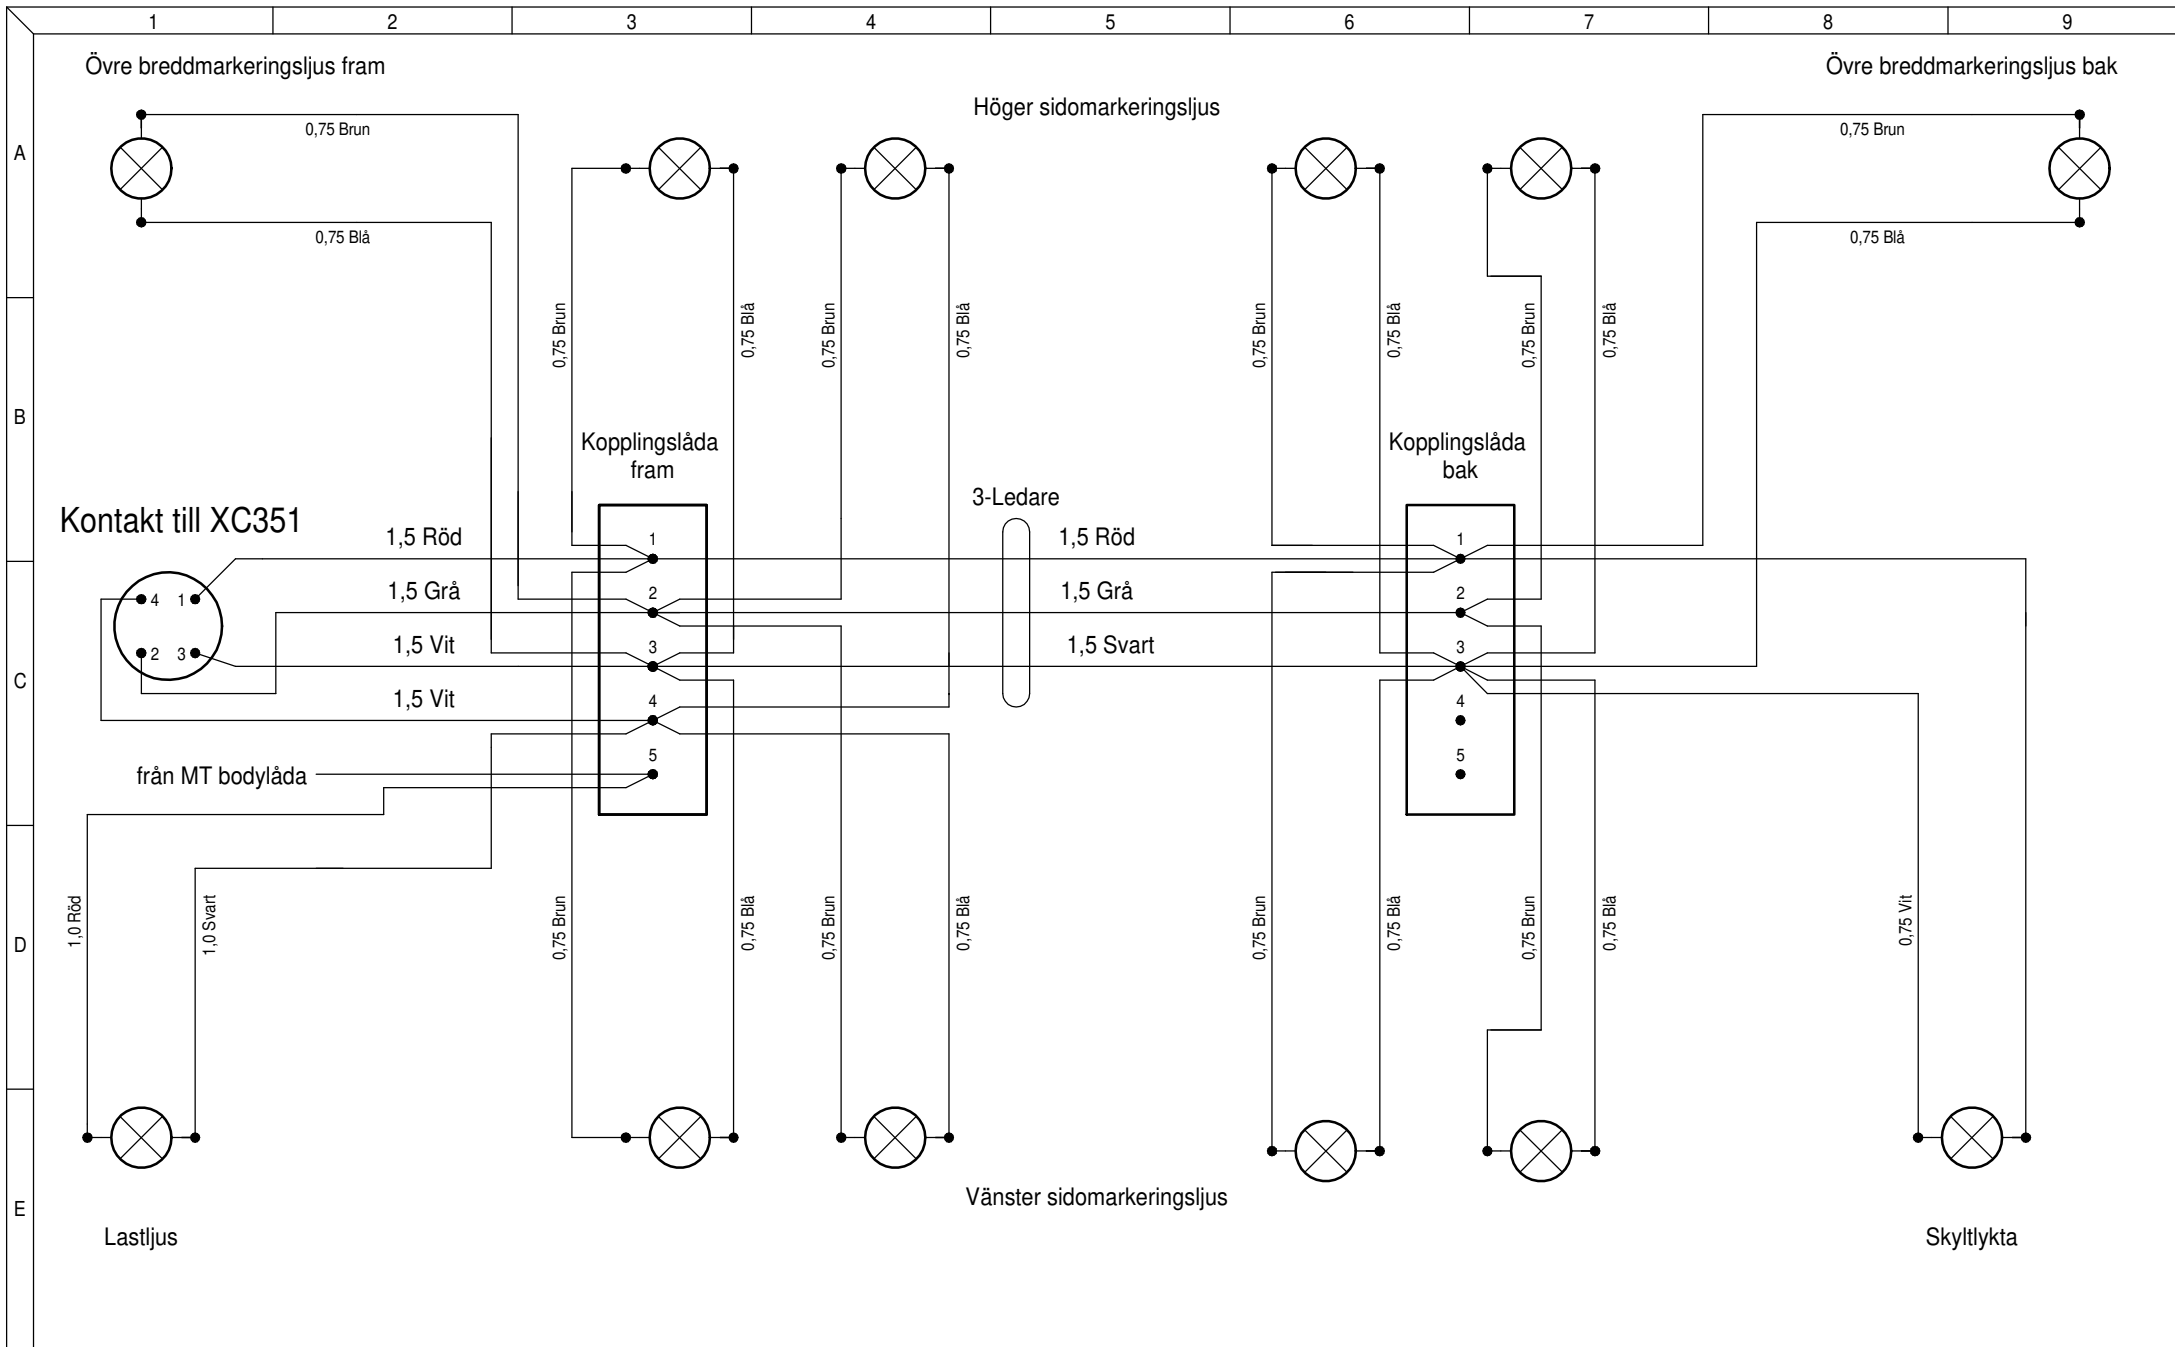 1 2 3 4 5 6 7 8 9
Övre breddmarkeringsljus fram
Övre breddmarkeringsljus bak
Höger sidomarkeringsljus
A
0,75 Brun
0,75 Brun
0,75 Blå
0,75 Blå
0,75 Brun
0,75 Blå
0,75 Brun
0,75 Blå
0,75 Brun
0,75 Blå
0,75 Brun
0,75 Blå
B
Kopplingslåda
fram
Kopplingslåda
bak
3-Ledare
Kontakt till XC351
1,5 Röd
1
1,5 Röd
1
4 1
1,5 Grå
2
1,5 Grå
2
2 3
1,5 Vit
3
1,5 Svart
3
C
1,5 Vit
4
4
från MT bodylåda
5
5
1,0 Röd
1,0 Svart
0,75 Brun
0,75 Blå
0,75 Brun
0,75 Blå
0,75 Brun
0,75 Blå
0,75 Brun
0,75 Blå
0,75 Vit
D
Vänster sidomarkeringsljus
E
Lastljus
Skyltlykta